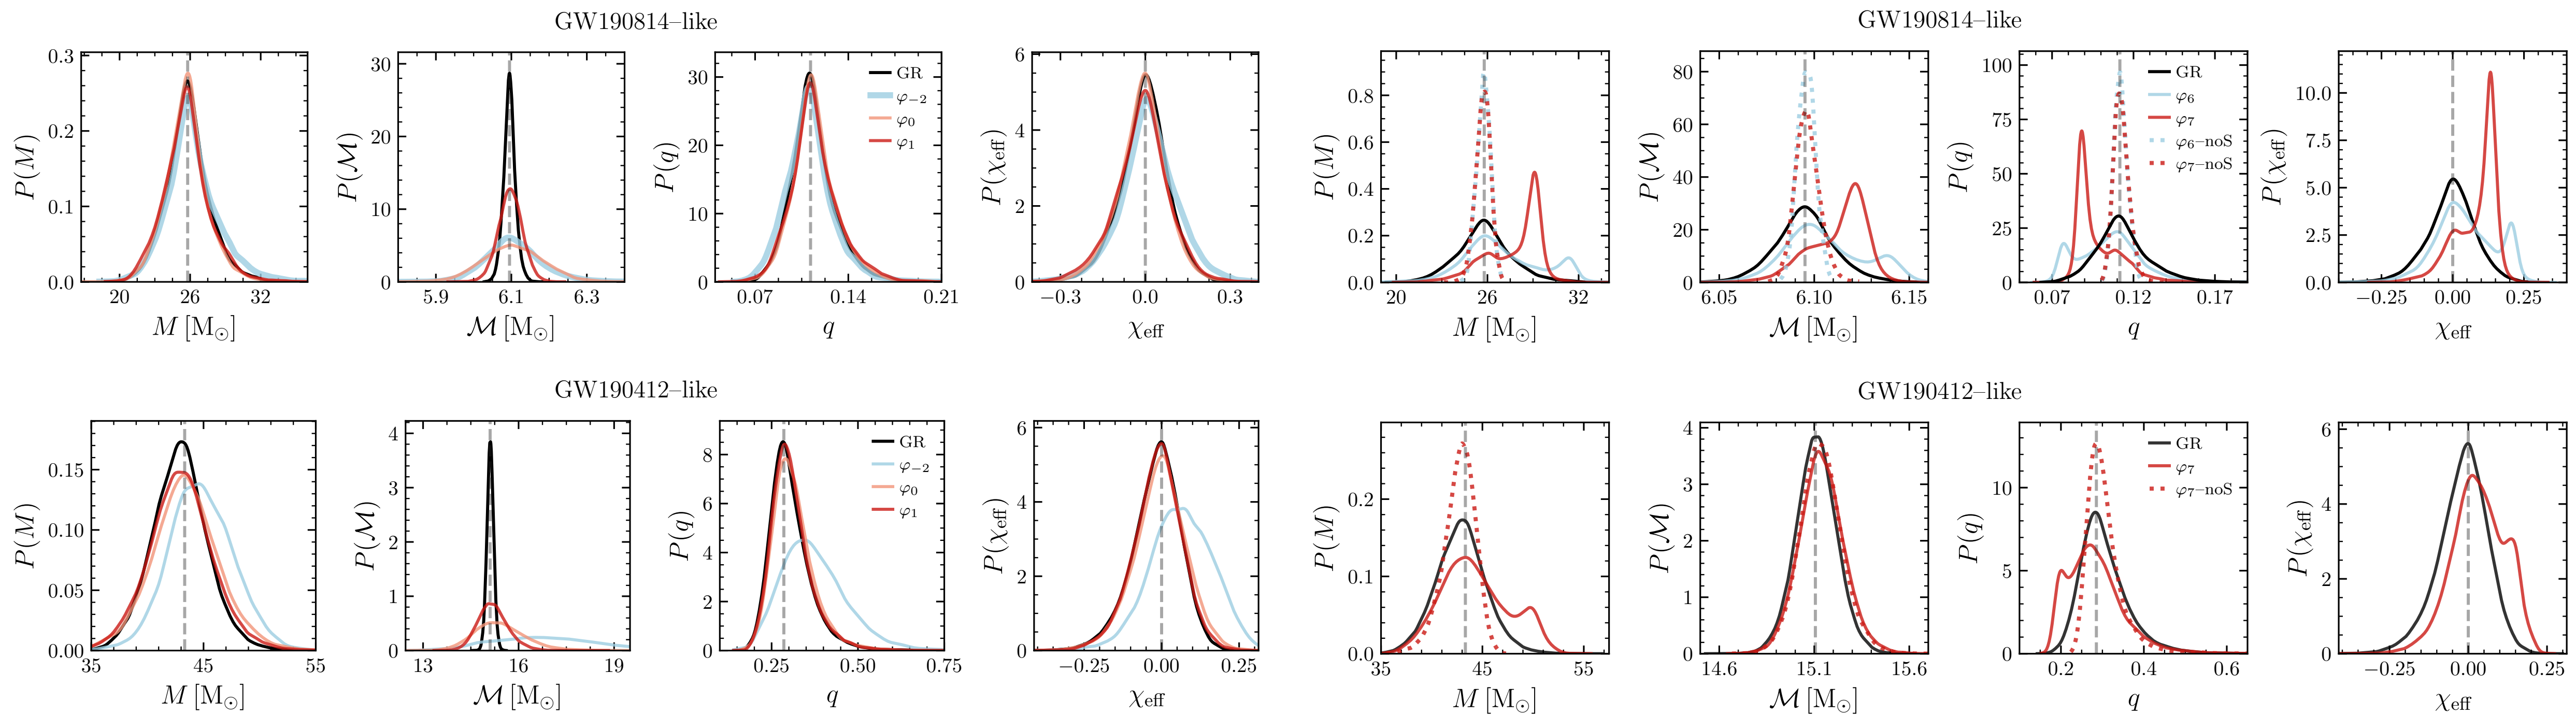 GW190814–like
GW190814–like
0.3
0.2
0.1
0.0
20 26 32
P(M)
M [M⊙]
30
20
10
0
5.9 6.1 6.3
P(ℳ)
ℳ [M⊙]
30
20
10
0
0.07 0.14 0.21
P(q)
q
GR
φ₋₂
φ₀
φ₁
6
4
2
0
−0.3 0.0 0.3
P(χeff)
χeff
0.8
0.6
0.4
0.2
0.0
20 26 32
P(M)
M [M⊙]
80
60
40
20
0
6.05 6.10 6.15
P(ℳ)
ℳ [M⊙]
100
75
50
25
0
0.07 0.12 0.17
P(q)
q
GR
φ₆
φ₇
φ₆–noS
φ₇–noS
10.0
5.0
2.5
0.0
−0.25 0.00 0.25
P(χeff)
χeff
GW190412–like
GW190412–like
0.15
0.10
0.05
0.00
35 45 55
P(M)
M [M⊙]
4
3
2
1
0
13 16 19
P(ℳ)
ℳ [M⊙]
8
6
4
2
0
0.25 0.50 0.75
P(q)
q
GR
φ₋₂
φ₀
φ₁
6
4
2
0
−0.25 0.00 0.25
P(χeff)
χeff
0.2
0.1
0.0
35 45 55
P(M)
M [M⊙]
4
3
2
1
0
14.6 15.1 15.6
P(ℳ)
ℳ [M⊙]
10
5
0
0.2 0.4 0.6
P(q)
q
GR
φ₇
φ₇–noS
6
4
2
0
−0.25 0.00 0.25
P(χeff)
χeff